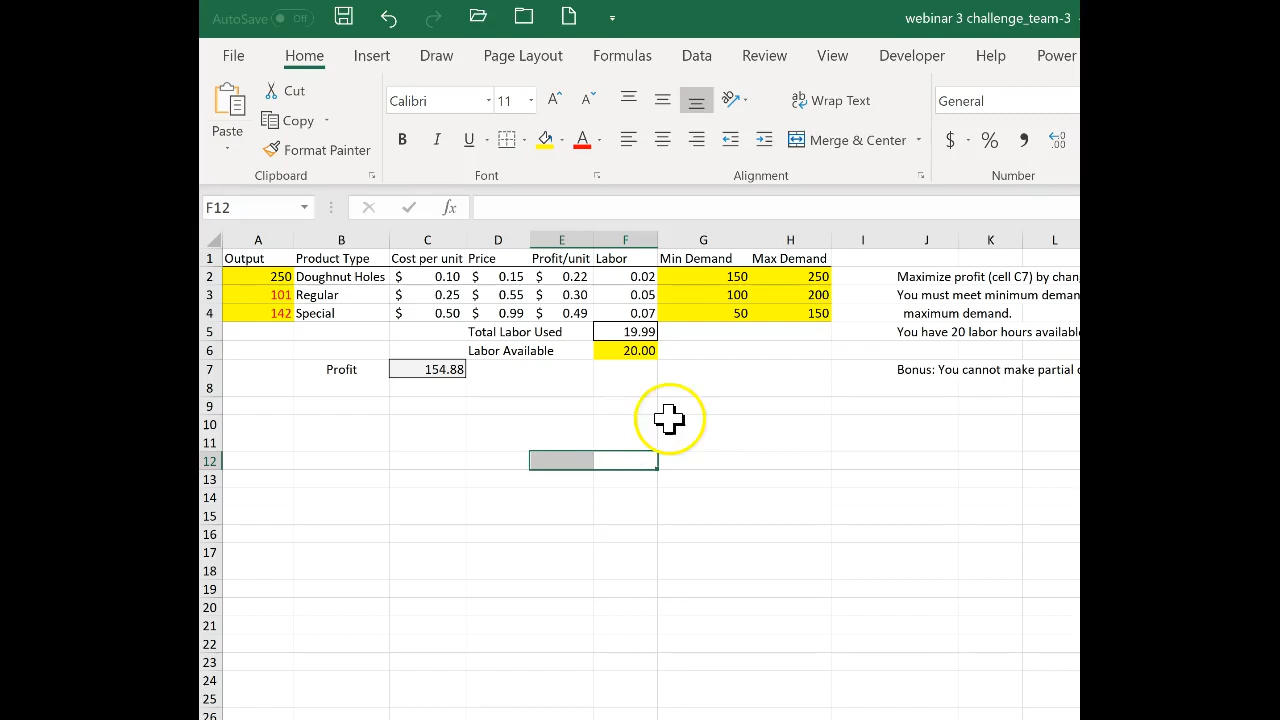 AutoSave Off webinar 3 challenge_team-3 -
File Home Insert Draw Page Layout Formulas Data Review View Developer Help Power
Paste Cut Copy Format Painter
Calibri 11 Wrap Text General
B I U A Merge & Center $ % ,
Clipboard Font Alignment Number
F12 fx
A B C D E F G H I J K L
1 Output Product Type Cost per unit Price Profit/unit Labor Min Demand Max Demand
2 250 Doughnut Holes $ 0.10 $ 0.15 $ 0.22 0.02 150 250 Maximize profit (cell C7) by chan
3 101 Regular $ 0.25 $ 0.55 $ 0.30 0.05 100 200 You must meet minimum deman
4 142 Special $ 0.50 $ 0.99 $ 0.49 0.07 50 150 maximum demand.
5 Total Labor Used 19.99 You have 20 labor hours available
6 Labor Available 20.00
7 Profit 154.88 Bonus: You cannot make partial
8
9
10
11
12
13
14
15
16
17
18
19
20
21
22
23
24
25
26